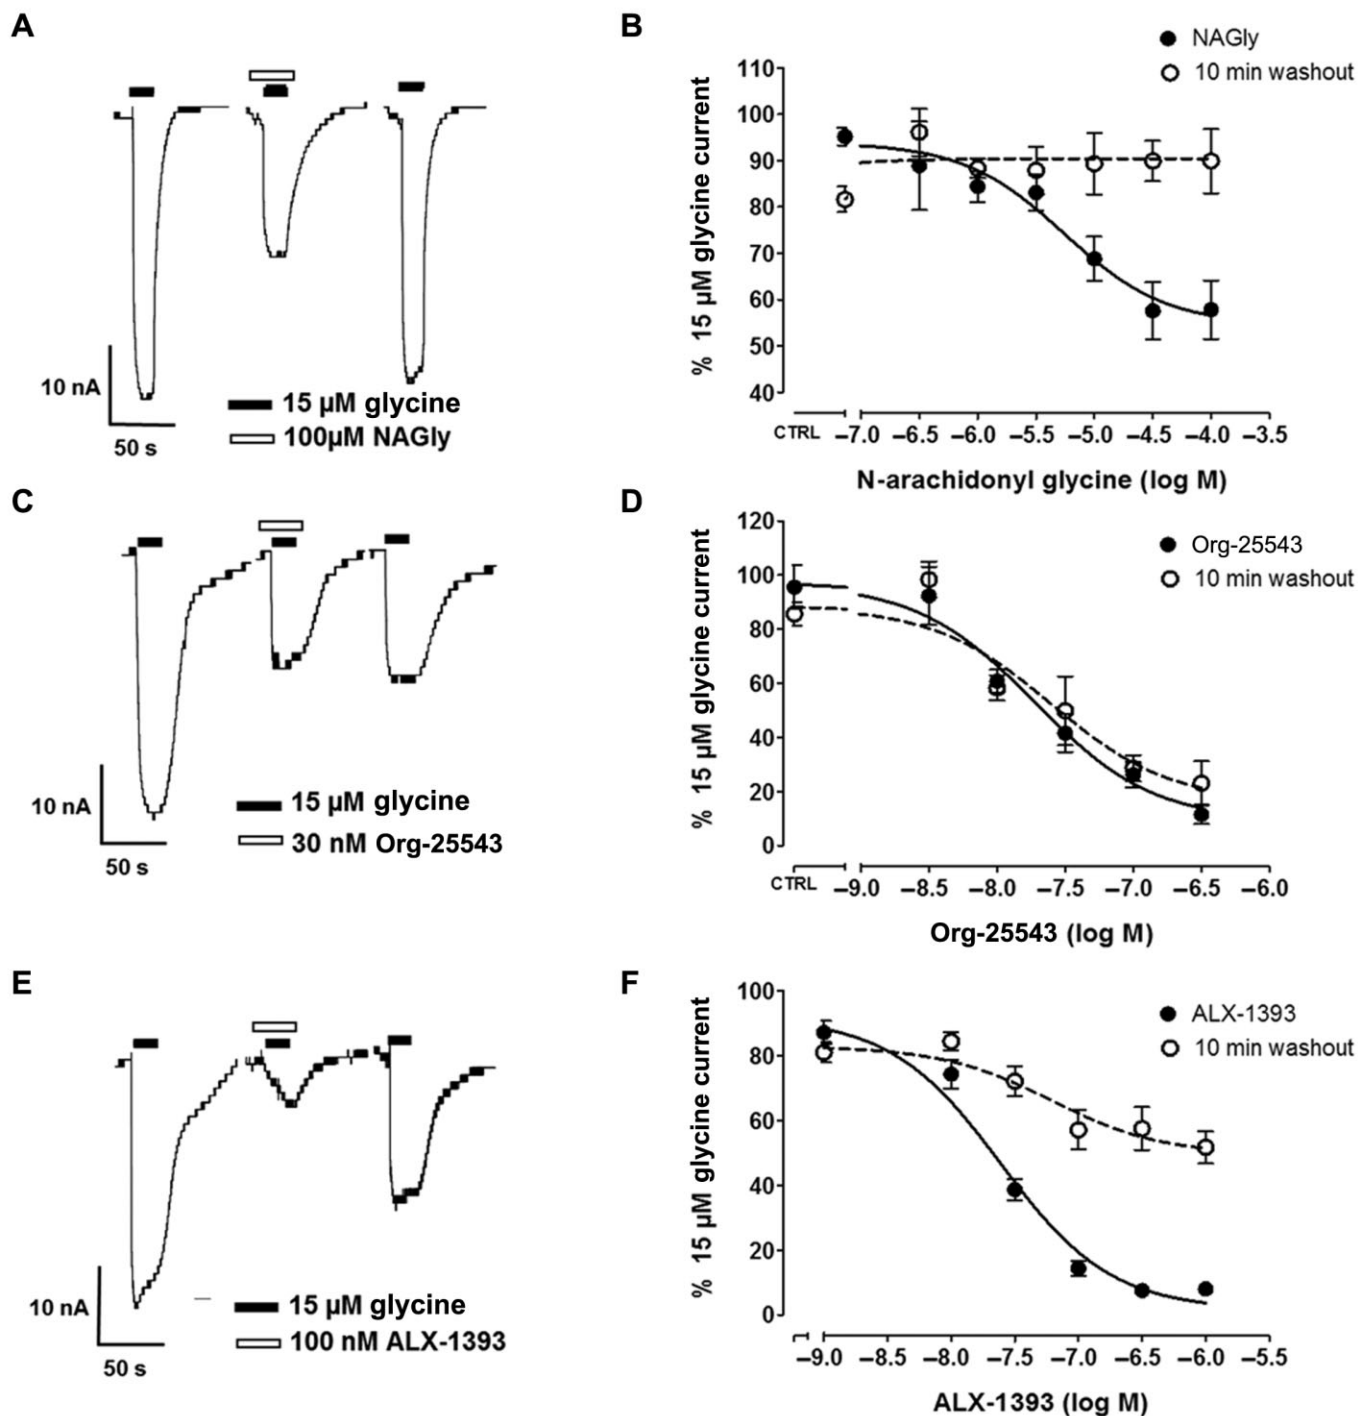 A
10 nA
50 s
15 µM glycine
100µM NAGly
B
NAGly
10 min washout
% 15 µM glycine current
110
100
90
80
70
60
50
40
CTRL –7.0 –6.5 –6.0 –5.5 –5.0 –4.5 –4.0 –3.5
N-arachidonyl glycine (log M)
C
10 nA
50 s
15 µM glycine
30 nM Org-25543
D
Org-25543
10 min washout
% 15 µM glycine current
120
100
80
60
40
20
0
CTRL –9.0 –8.5 –8.0 –7.5 –7.0 –6.5 –6.0
Org-25543 (log M)
E
10 nA
50 s
15 µM glycine
100 nM ALX-1393
F
ALX-1393
10 min washout
% 15 µM glycine current
100
80
60
40
20
0
–9.0 –8.5 –8.0 –7.5 –7.0 –6.5 –6.0 –5.5
ALX-1393 (log M)